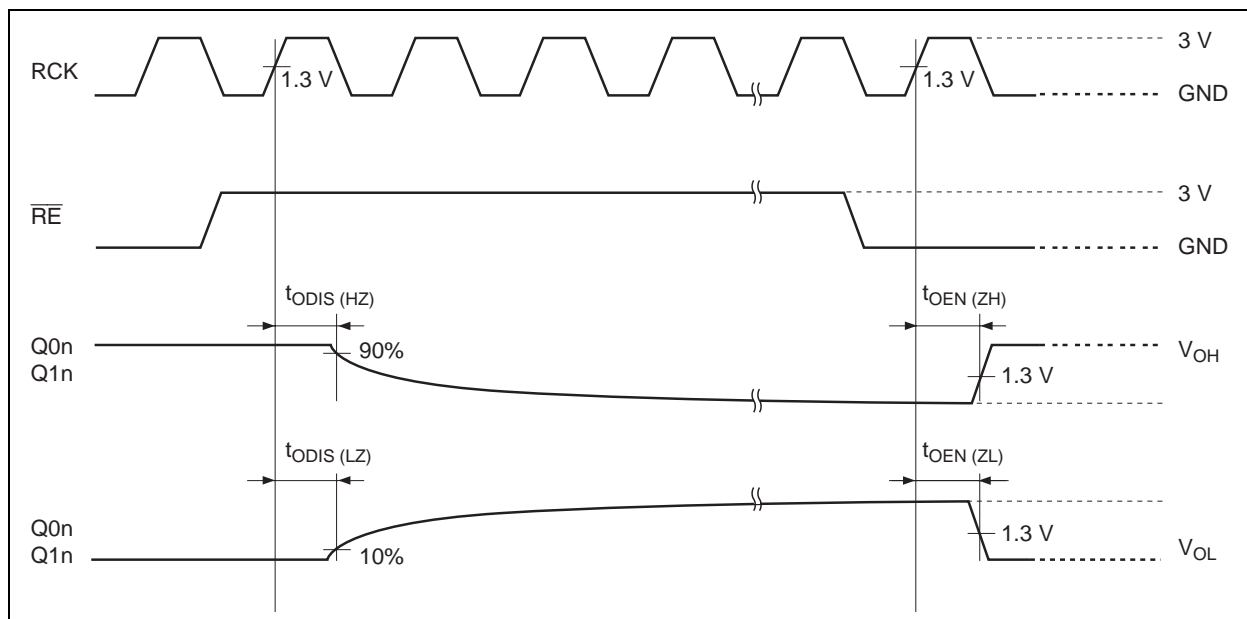 3 V
RCK
1.3 V
1.3 V
GND
3 V
RE
GND
tODIS (HZ)
tOEN (ZH)
Q0n
Q1n
90%
VOH
1.3 V
tODIS (LZ)
tOEN (ZL)
Q0n
Q1n
10%
1.3 V
VOL